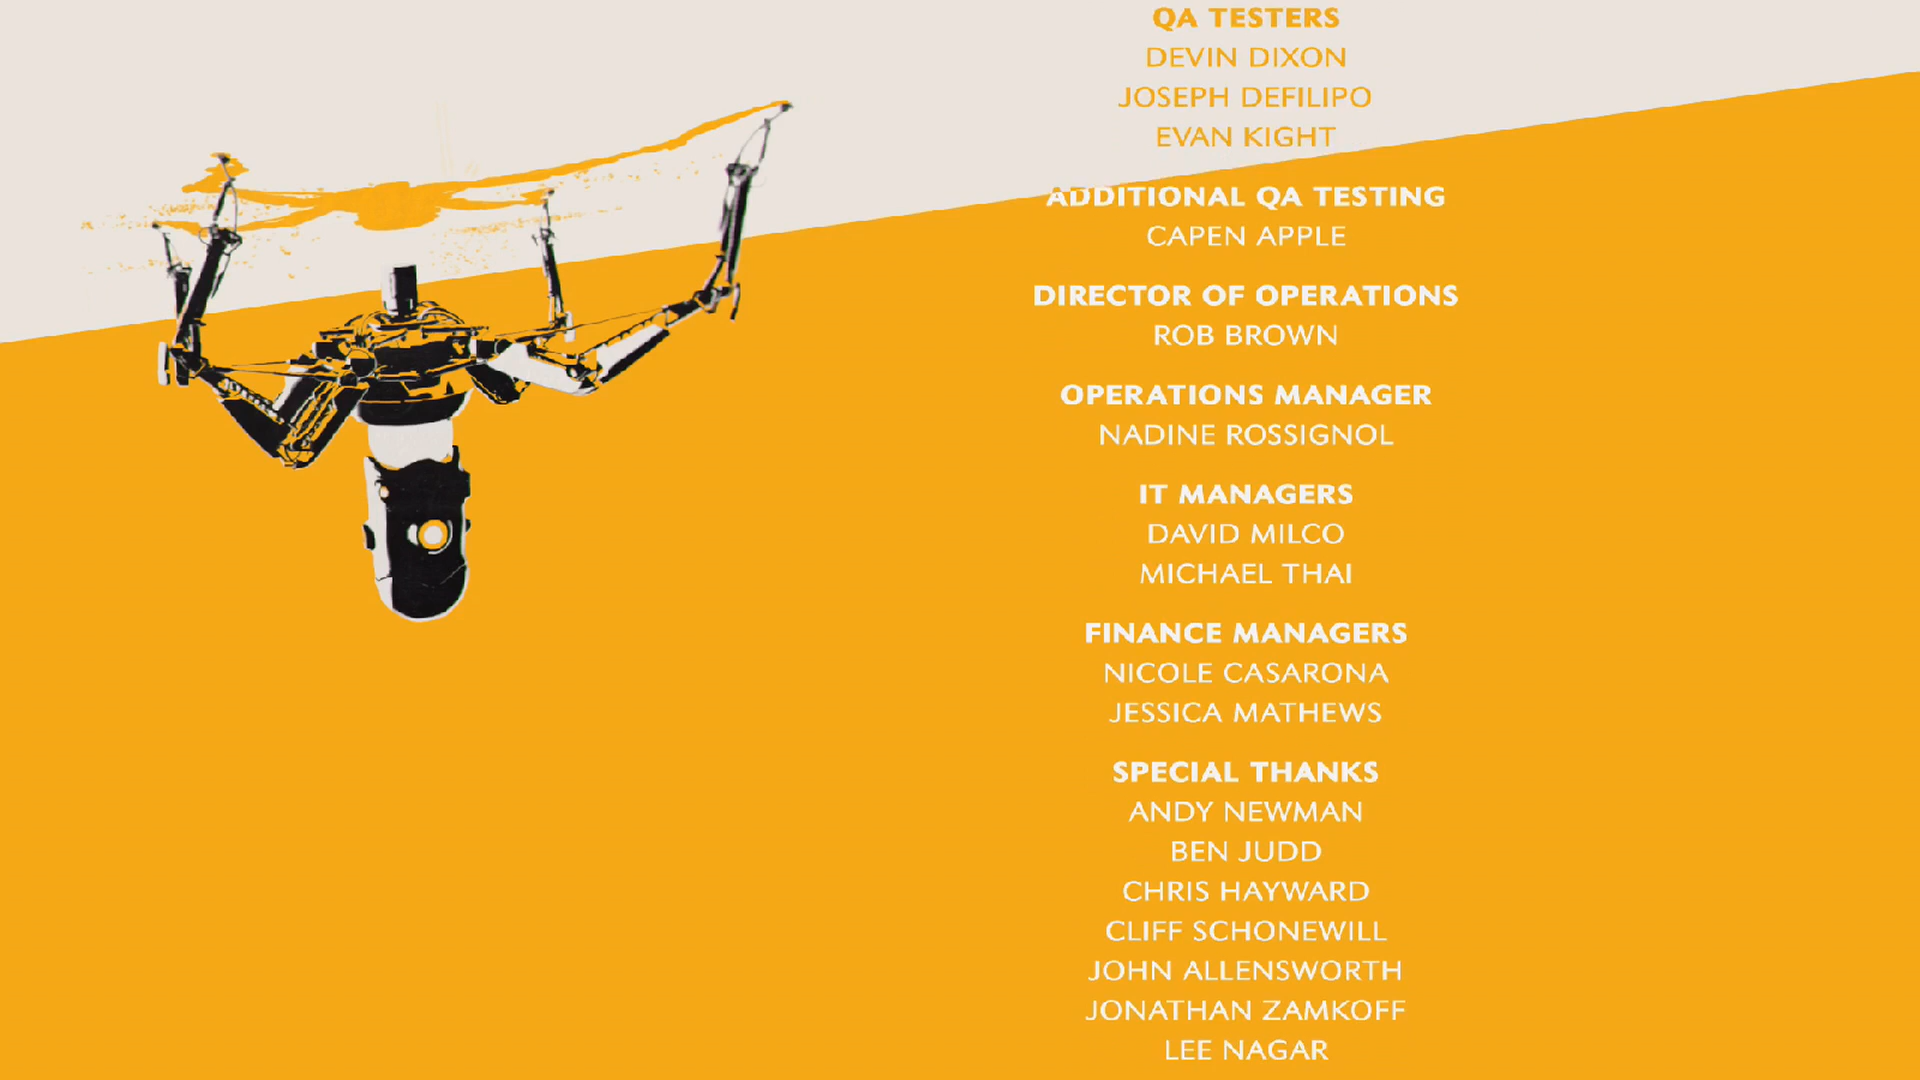 QA TESTERS
DEVIN DIXON
JOSEPH DEFILIPO
EVAN KIGHT
ADDITIONAL QA TESTING
CAPEN APPLE
DIRECTOR OF OPERATIONS
ROB BROWN
OPERATIONS MANAGER
NADINE ROSSIGNOL
IT MANAGERS
DAVID MILCO
MICHAEL THAI
FINANCE MANAGERS
NICOLE CASARONA
JESSICA MATHEWS
SPECIAL THANKS
ANDY NEWMAN
BEN JUDD
CHRIS HAYWARD
CLIFF SCHONEWILL
JOHN ALLENSWORTH
JONATHAN ZAMKOFF
LEE NAGAR